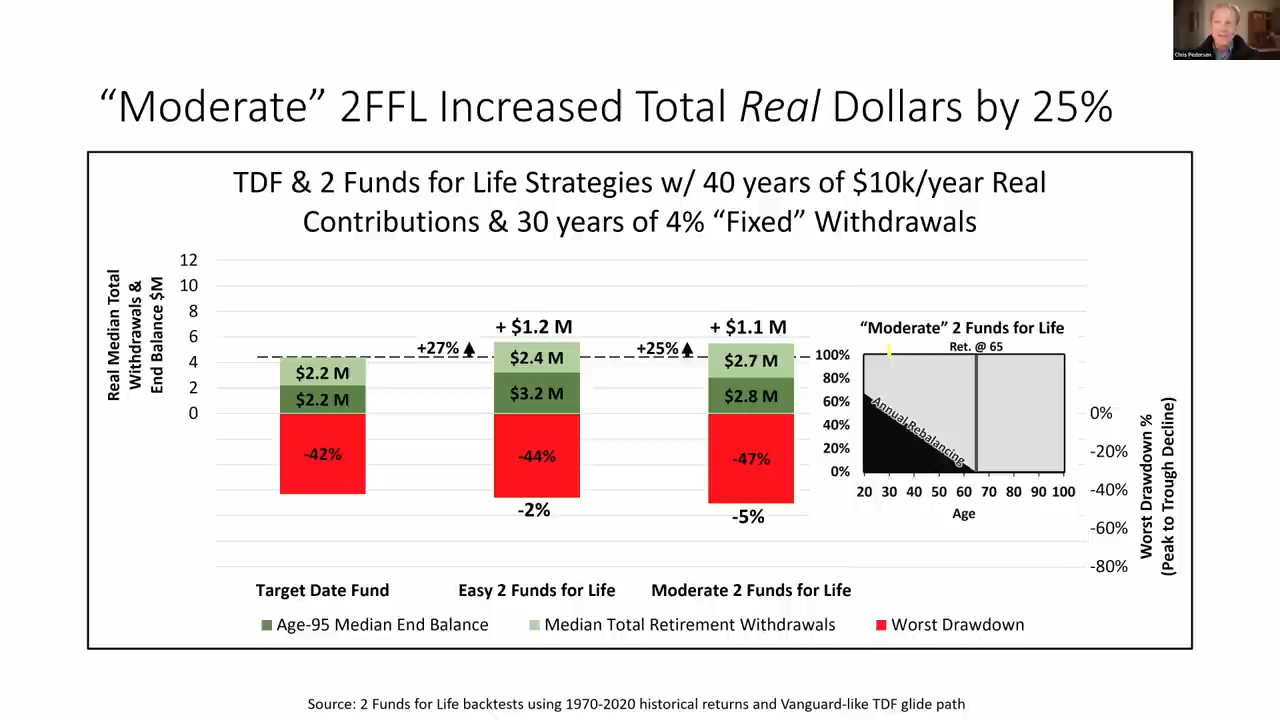 Chris Pedersen
“Moderate” 2FFL Increased Total Real Dollars by 25%
TDF & 2 Funds for Life Strategies w/ 40 years of $10k/year Real
Contributions & 30 years of 4% “Fixed” Withdrawals
Real Median Total
Withdrawals &
End Balance $M
12
10
8
6
4
2
0
$2.2 M
$2.2 M
-42%
+27%
+ $1.2 M
$2.4 M
$3.2 M
-44%
-2%
+25%
+ $1.1 M
$2.7 M
$2.8 M
-47%
-5%
“Moderate” 2 Funds for Life
Ret. @ 65
100%
80%
60%
40%
20%
0%
Annual Rebalancing
20 30 40 50 60 70 80 90 100
Age
0%
-20%
-40%
-60%
-80%
Worst Drawdown %
(Peak to Trough Decline)
Target Date Fund
Easy 2 Funds for Life
Moderate 2 Funds for Life
Age-95 Median End Balance
Median Total Retirement Withdrawals
Worst Drawdown
Source: 2 Funds for Life backtests using 1970-2020 historical returns and Vanguard-like TDF glide path